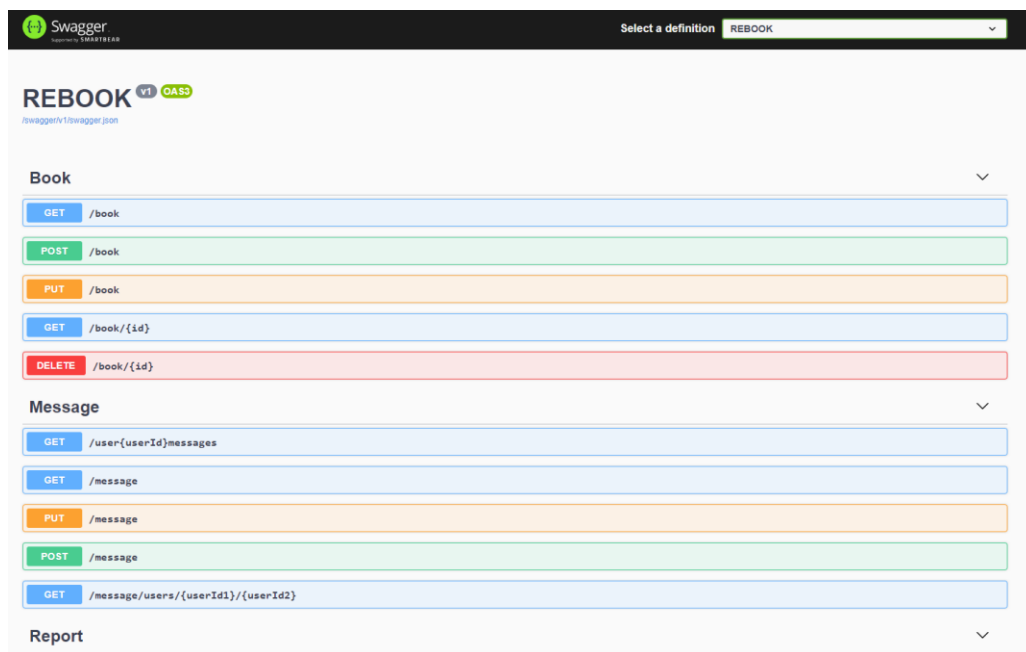 Swagger
Supported by SMARTBEAR
Select a definition
REBOOK
REBOOK v1 OAS3
/swagger/v1/swagger.json
Book
GET /book
POST /book
PUT /book
GET /book/{id}
DELETE /book/{id}
Message
GET /user{userId}messages
GET /message
PUT /message
POST /message
GET /message/users/{userId1}/{userId2}
Report